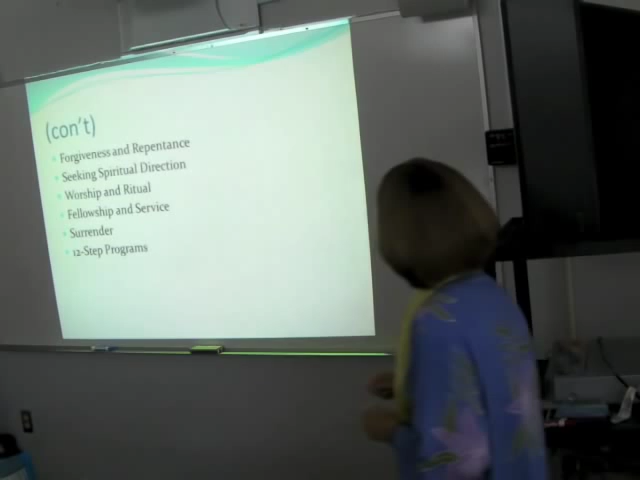 (con't)
Forgiveness and Repentance
Seeking Spiritual Direction
Worship and Ritual
Fellowship and Service
Surrender
12-Step Programs